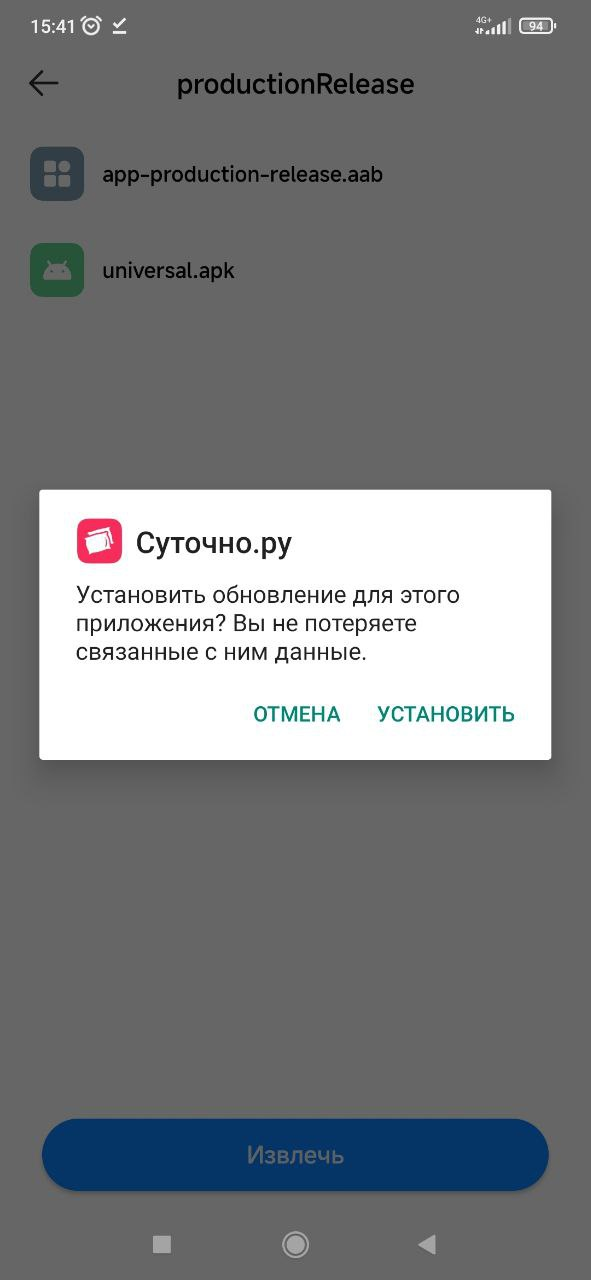 15:41
4G+
94
productionRelease
app-production-release.aab
universal.apk
Суточно.ру
Установить обновление для этого
приложения? Вы не потеряете
связанные с ним данные.
ОТМЕНА УСТАНОВИТЬ
Извлечь